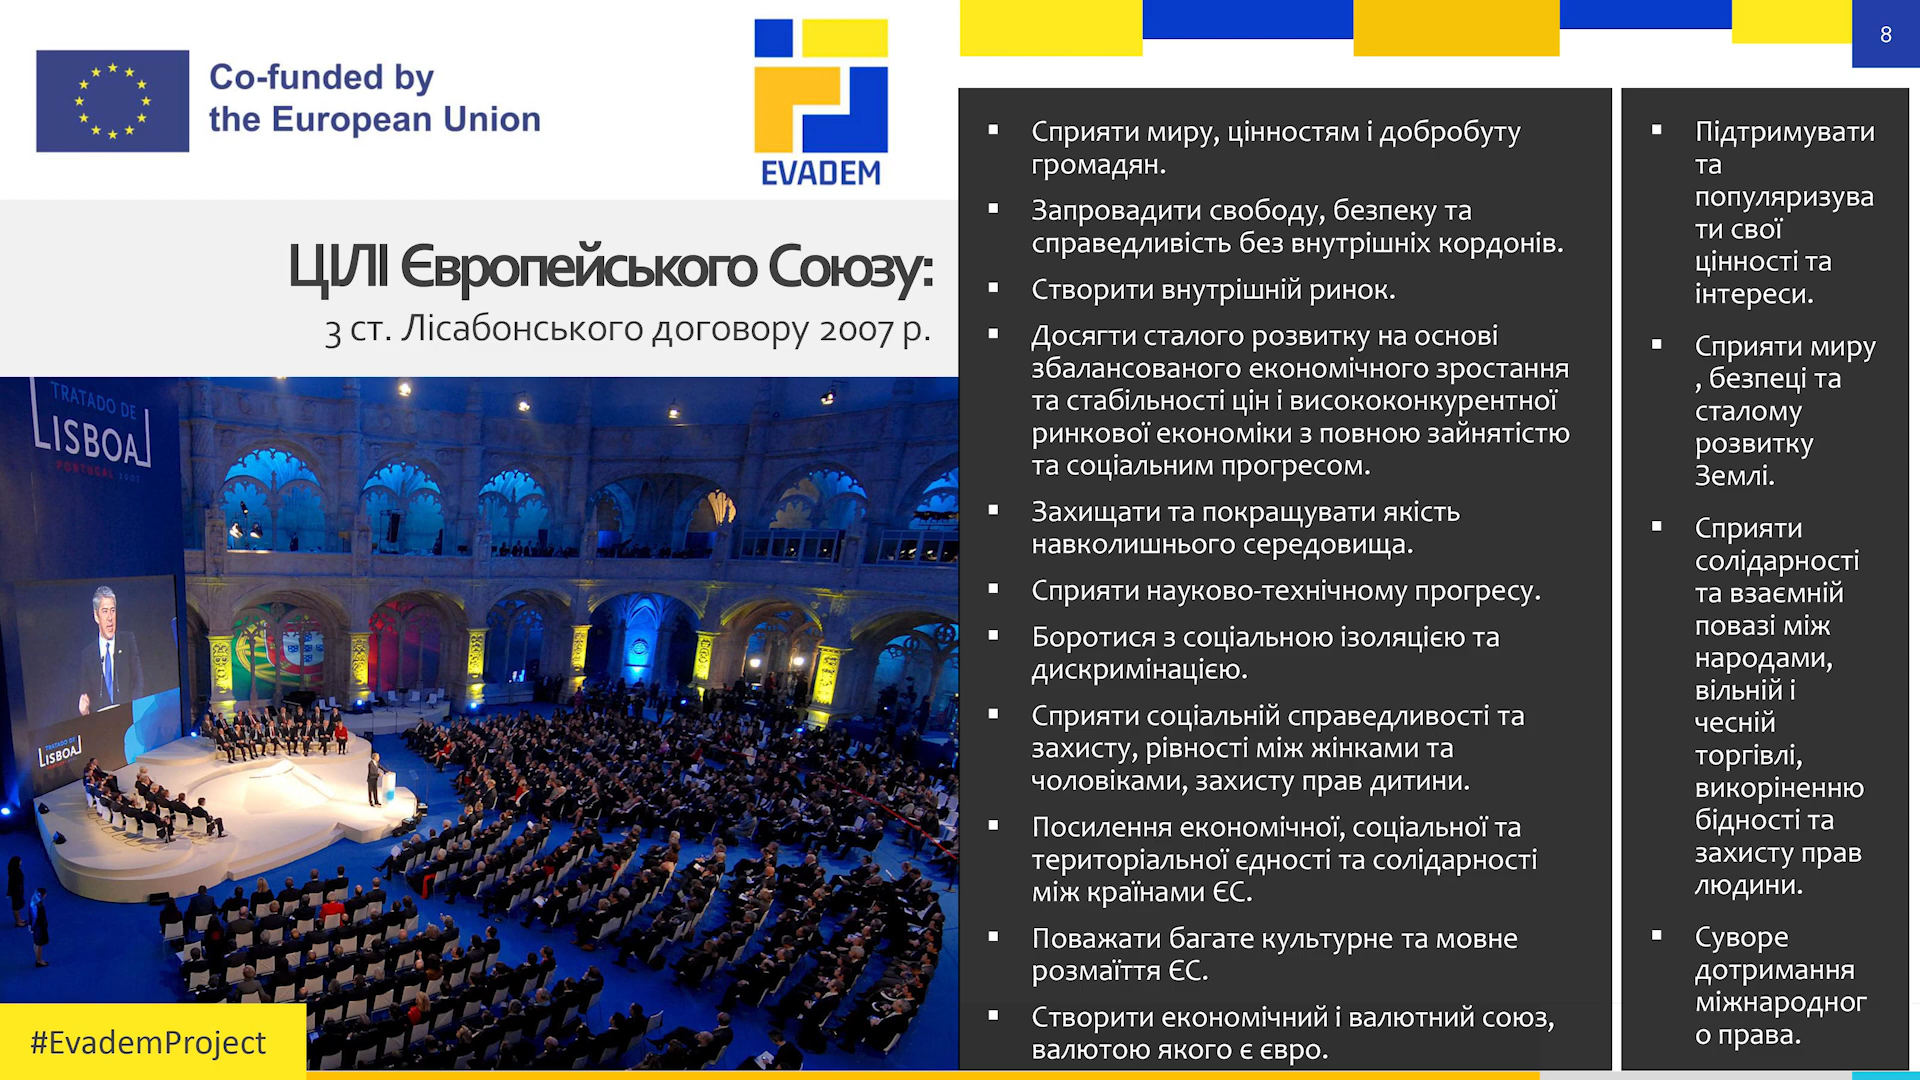 Co-funded by
the European Union
EVADEM
8
ЦІЛІ Європейського Союзу:
3 ст. Лісабонського договору 2007 р.
TRATADO DE
LISBOA
PORTUGAL 2007
TRATADO DE
LISBOA
#EvademProject
▪ Сприяти миру, цінностям і добробуту
громадян.
▪ Запровадити свободу, безпеку та
справедливість без внутрішніх кордонів.
▪ Створити внутрішній ринок.
▪ Досягти сталого розвитку на основі
збалансованого економічного зростання
та стабільності цін і висококонкурентної
ринкової економіки з повною зайнятістю
та соціальним прогресом.
▪ Захищати та покращувати якість
навколишнього середовища.
▪ Сприяти науково-технічному прогресу.
▪ Боротися з соціальною ізоляцією та
дискримінацією.
▪ Сприяти соціальній справедливості та
захисту, рівності між жінками та
чоловіками, захисту прав дитини.
▪ Посилення економічної, соціальної та
територіальної єдності та солідарності
між країнами ЄС.
▪ Поважати багате культурне та мовне
розмаїття ЄС.
▪ Створити економічний і валютний союз,
валютою якого є євро.
▪ Підтримувати
та
популяризува
ти свої
цінності та
інтереси.
▪ Сприяти миру
, безпеці та
сталому
розвитку
Землі.
▪ Сприяти
солідарності
та взаємній
повазі між
народами,
вільній і
чесній
торгівлі,
викоріненню
бідності та
захисту прав
людини.
▪ Суворе
дотримання
міжнародног
о права.